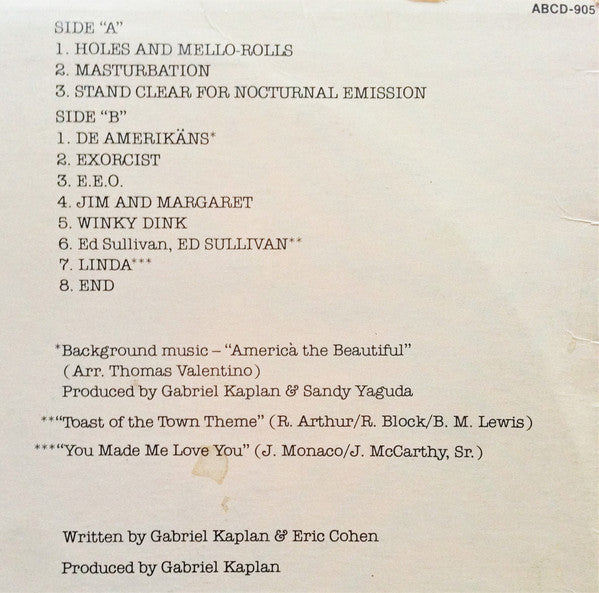 ABCD-905
SIDE "A"
1. HOLES AND MELLO-ROLLS
2. MASTURBATION
3. STAND CLEAR FOR NOCTURNAL EMISSION
SIDE "B"
1. DE AMERIKÄNS*
2. EXORCIST
3. E.E.O.
4. JIM AND MARGARET
5. WINKY DINK
6. Ed Sullivan, ED SULLIVAN**
7. LINDA***
8. END
*Background music – "Americà the Beautiful"
(Arr. Thomas Valentino)
Produced by Gabriel Kaplan & Sandy Yaguda
**"Toast of the Town Theme" (R. Arthur/R. Block/B. M. Lewis)
***"You Made Me Love You" (J. Monaco/J. McCarthy, Sr.)
Written by Gabriel Kaplan & Eric Cohen
Produced by Gabriel Kaplan